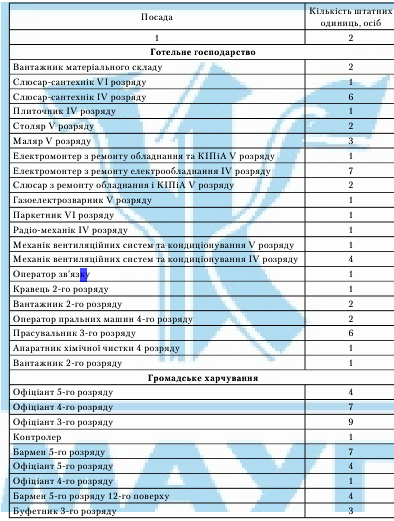 Посада Кількість штатних
одиниць, осіб
1 2
Готельне господарство
Вантажник матеріального складу 2
Слюсар-сантехнік VI розряду 1
Слюсар-сантехнік IV розряду 6
Плиточник IV розряду 1
Столяр V розряду 2
Маляр V розряду 3
Електромонтер з ремонту обладнання та КІПіА V розряду 1
Електромонтер з ремонту електрообладнання IV розряду 7
Слюсар з ремонту обладнання і КІПіА V розряду 2
Газоелектрозварник V розряду 1
Паркетник VI розряду 1
Радіо-механік IV розряду 1
Механік вентиляційних систем та кондиціонування V розряду 1
Механік вентиляційних систем та кондиціонування IV розряду 4
Оператор зв'язку 1
Кравець 2-го розряду 1
Вантажник 2-го розряду 2
Оператор пральних машин 4-го розряду 2
Прасувальник 3-го розряду 6
Апаратник хімічної чистки 4 розряду 1
Вантажник 2-го розряду 1
Громадське харчування
Офіціант 5-го розряду 4
Офіціант 4-го розряду 7
Офіціант 3-го розряду 9
Контролер 1
Бармен 5-го розряду 7
Офіціант 5-го розряду 4
Офіціант 4-го розряду 1
Бармен 5-го розряду 12-го поверху 4
Буфетник 3-го розряду 3
МАУП